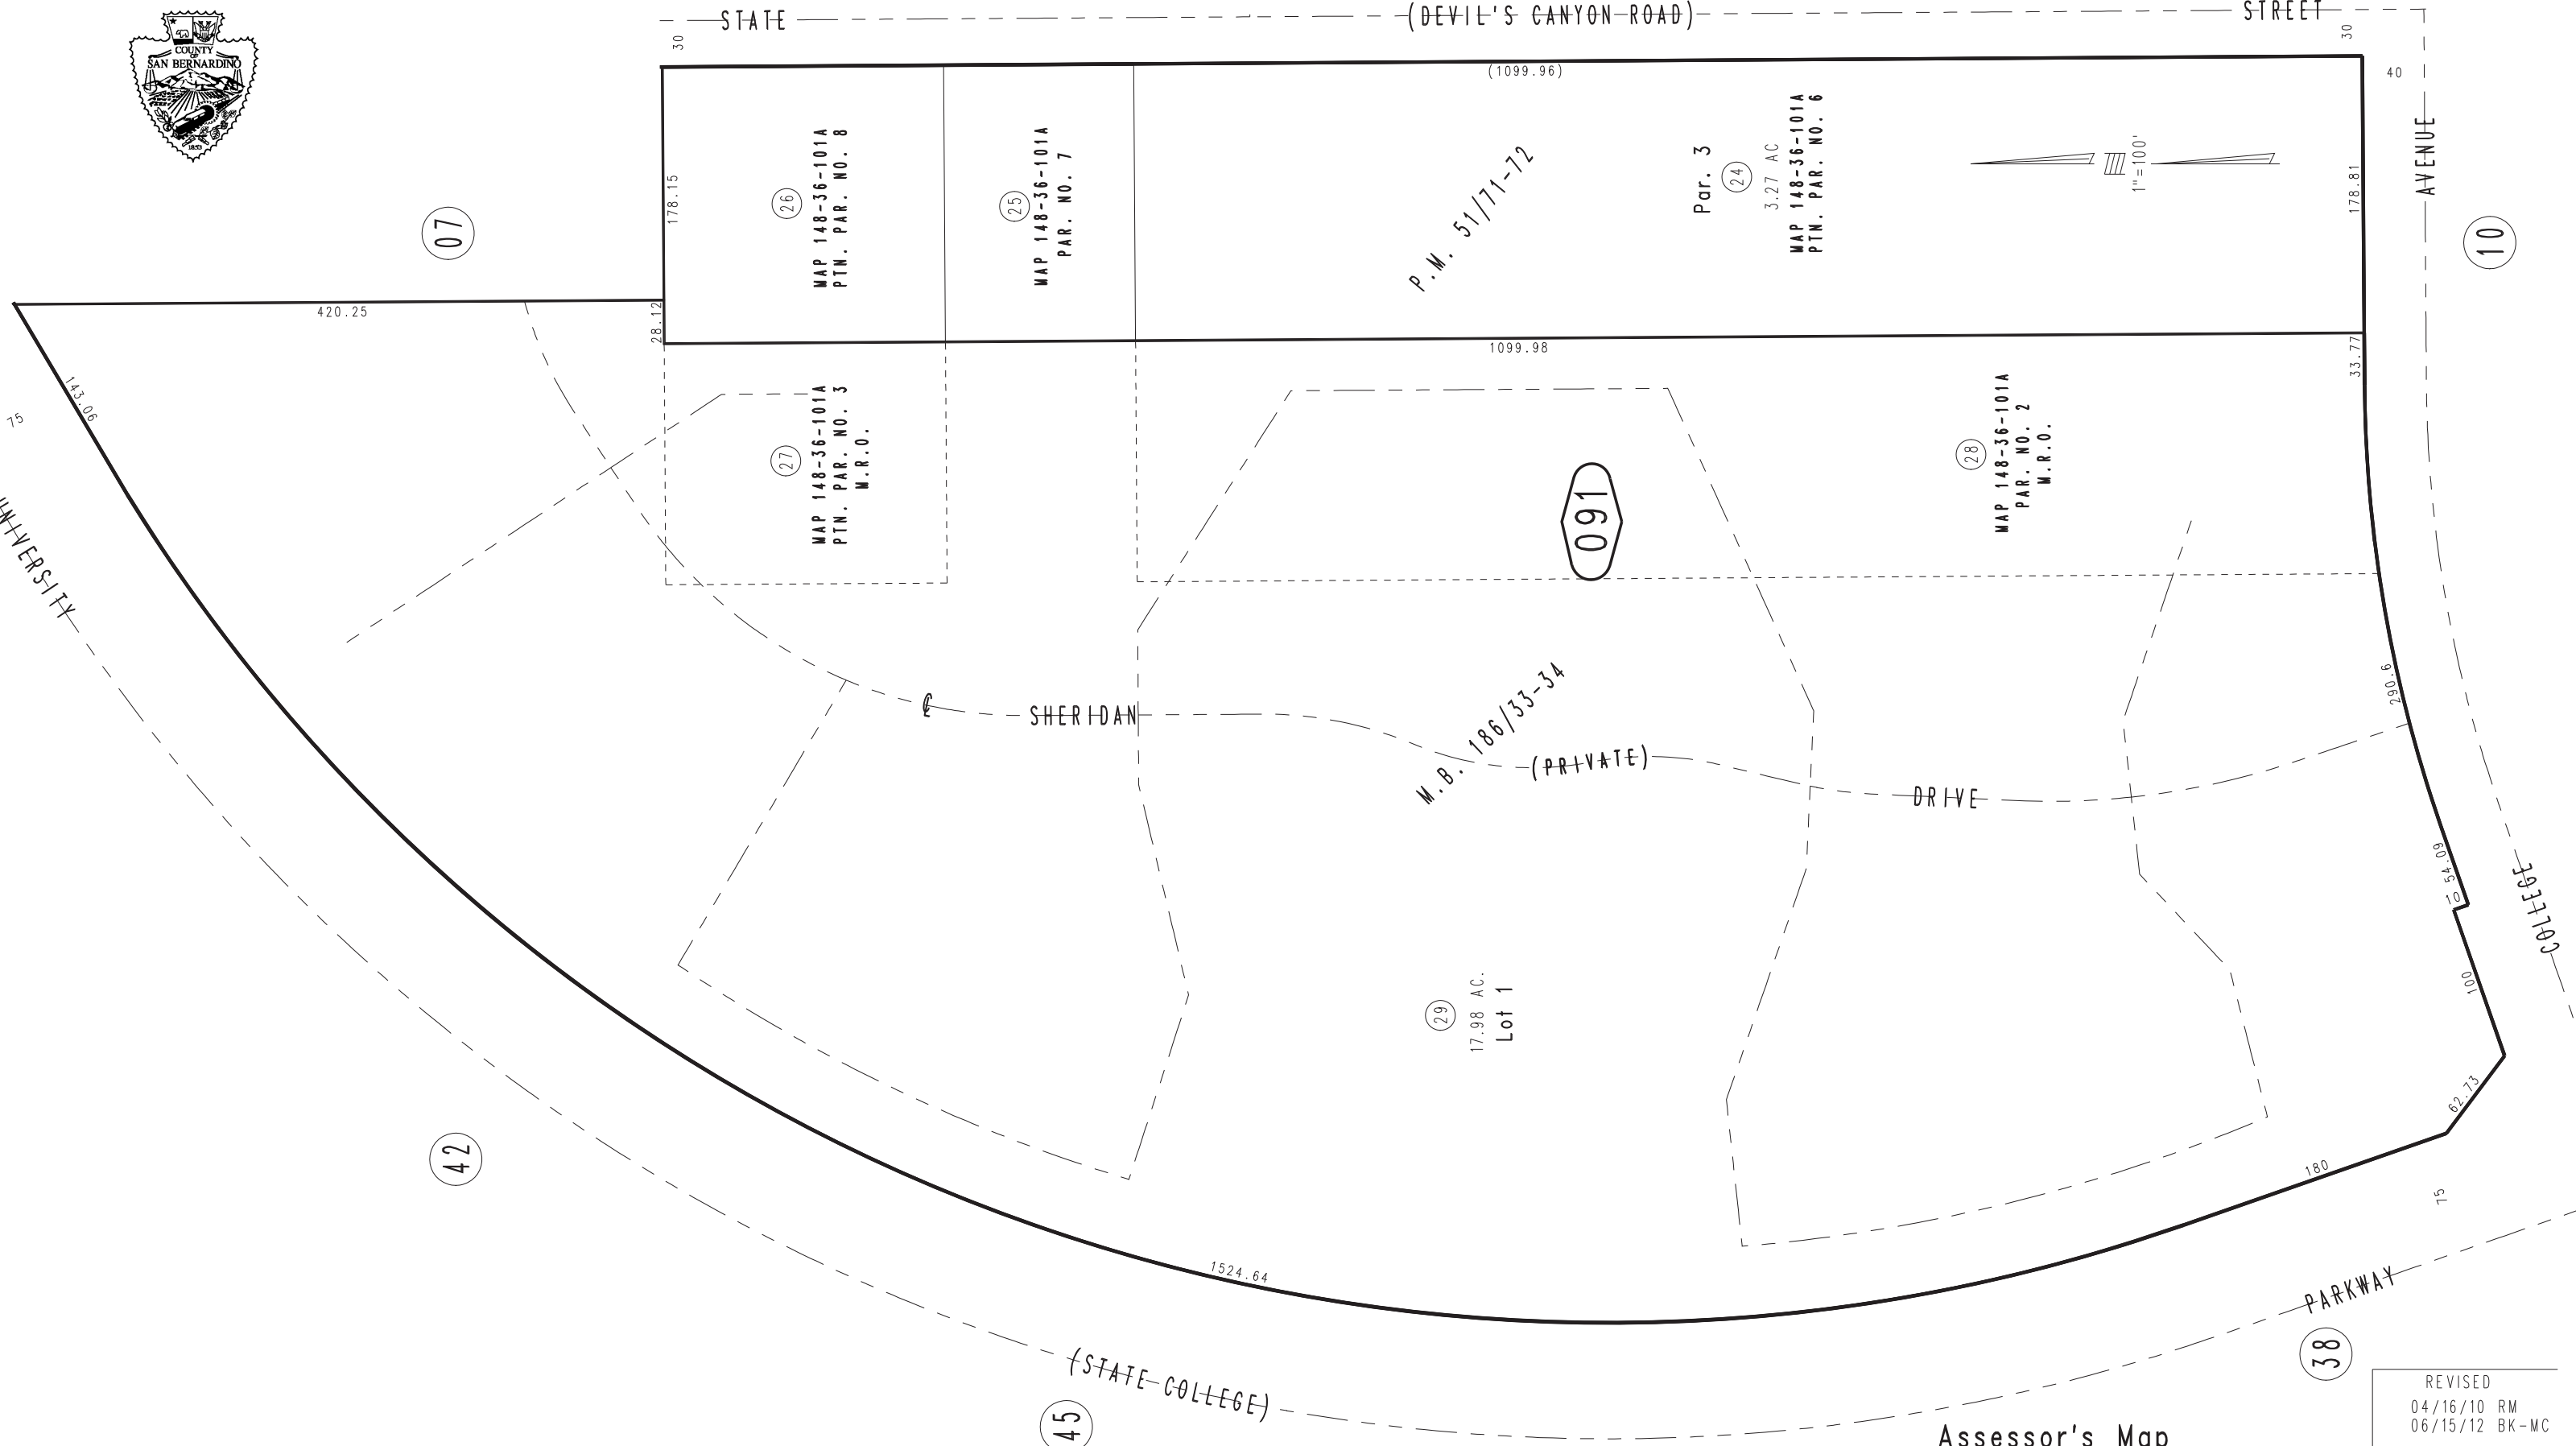 STATE (DEVIL'S CANYON ROAD) STREET
COUNTY
OF
SAN BERNARDINO
1853
30
30
40
(1099.96)
178.15
26
MAP 148-36-101A
PTN. PAR. NO. 8
25
MAP 148-36-101A
PAR. NO. 7
P.M. 51/71-72
Par. 3
24
3.27 AC
MAP 148-36-101A
PTN. PAR. NO. 6
1"=100'
178.81
AVENUE
07
10
420.25
28.12
1099.98
33.77
143.06
75
27
MAP 148-36-101A
PTN. PAR. NO. 3
M.R.O.
091
28
MAP 148-36-101A
PAR. NO. 2
M.R.O.
UNIVERSITY
290.6
SHERIDAN (PRIVATE) DRIVE
M.B. 186/33-34
54.09
10
COLLEGE
100
29
17.98 AC.
Lot 1
62.73
42
180
75
1524.64
PARKWAY
(STATE COLLEGE)
38
45
REVISED
04/16/10 RM
06/15/12 BK-MC
Assessor's Map